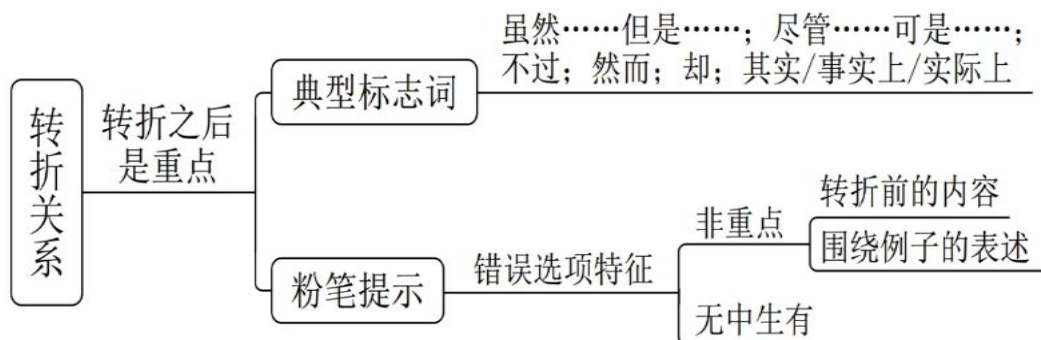 转折关系
转折之后
是重点
典型标志词
虽然……但是……；尽管……可是……；
不过；然而；却；其实/事实上/实际上
粉笔提示
错误选项特征
非重点
转折前的内容
围绕例子的表述
无中生有